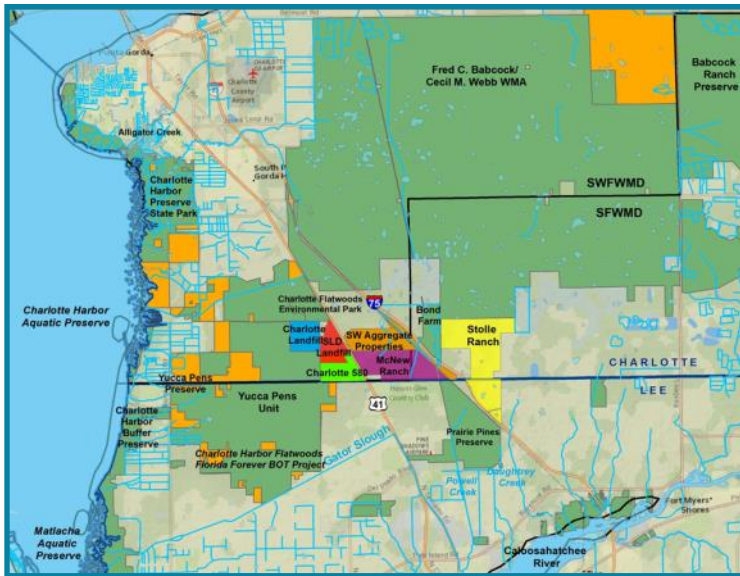 Punta Gorda
CHARLOTTE
Charlotte
County
Airport
Alligator Creek
Fred C. Babcock/
Cecil M. Webb WMA
Babcock
Ranch
Preserve
Charlotte
Harbor
Preserve
State Park
South P
Gorda H
SWFWMD
SFWMD
Charlotte Harbor
Aquatic Preserve
Charlotte Flatwoods
Environmental Park
75
Bond
Farm
Charlotte
Landfill
SLD
Landfill
SW Aggregate
Properties
Stolle
Ranch
McNew
Ranch
Charlotte 580
CHARLOTTE
LEE
Yucca Pens
Preserve
Yucca Pens
Unit
41
Charlotte
Harbor
Buffer
Preserve
Prairie Pines
Preserve
Charlotte Harbor Flatwoods
Florida Forever BOT Project
Gator Slough
Powell
Creek
Daughtrey
Creek
Matlacha
Aquatic
Preserve
Fort Myers
Shores
Caloosahatchee
River